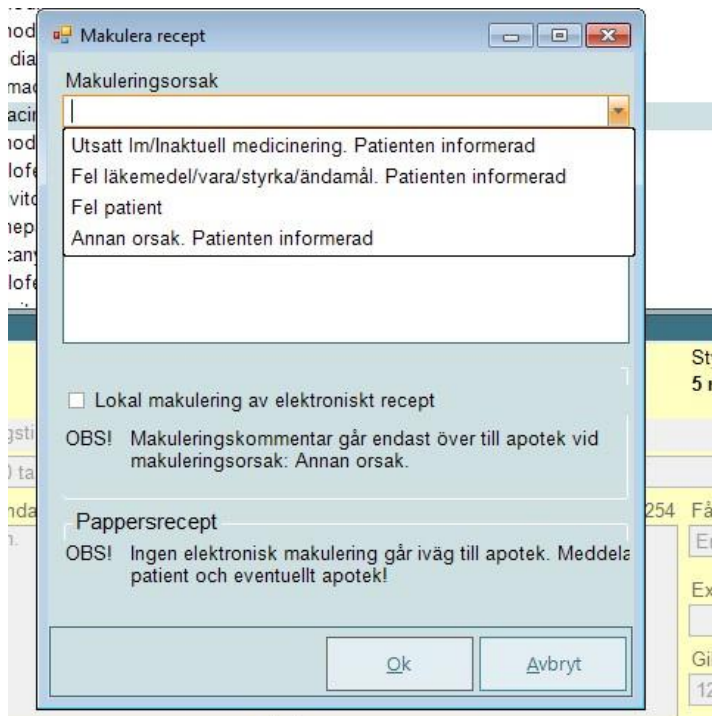 Makulera recept
Makuleringsorsak
Utsatt lm/Inaktuell medicinering. Patienten informerad
Fel läkemedel/vara/styrka/ändamål. Patienten informerad
Fel patient
Annan orsak. Patienten informerad
Lokal makulering av elektroniskt recept
OBS! Makuleringskommentar går endast över till apotek vid
makuleringsorsak: Annan orsak.
Pappersrecept
254
OBS! Ingen elektronisk makulering går iväg till apotek. Meddela
patient och eventuellt apotek!
Ok Avbryt